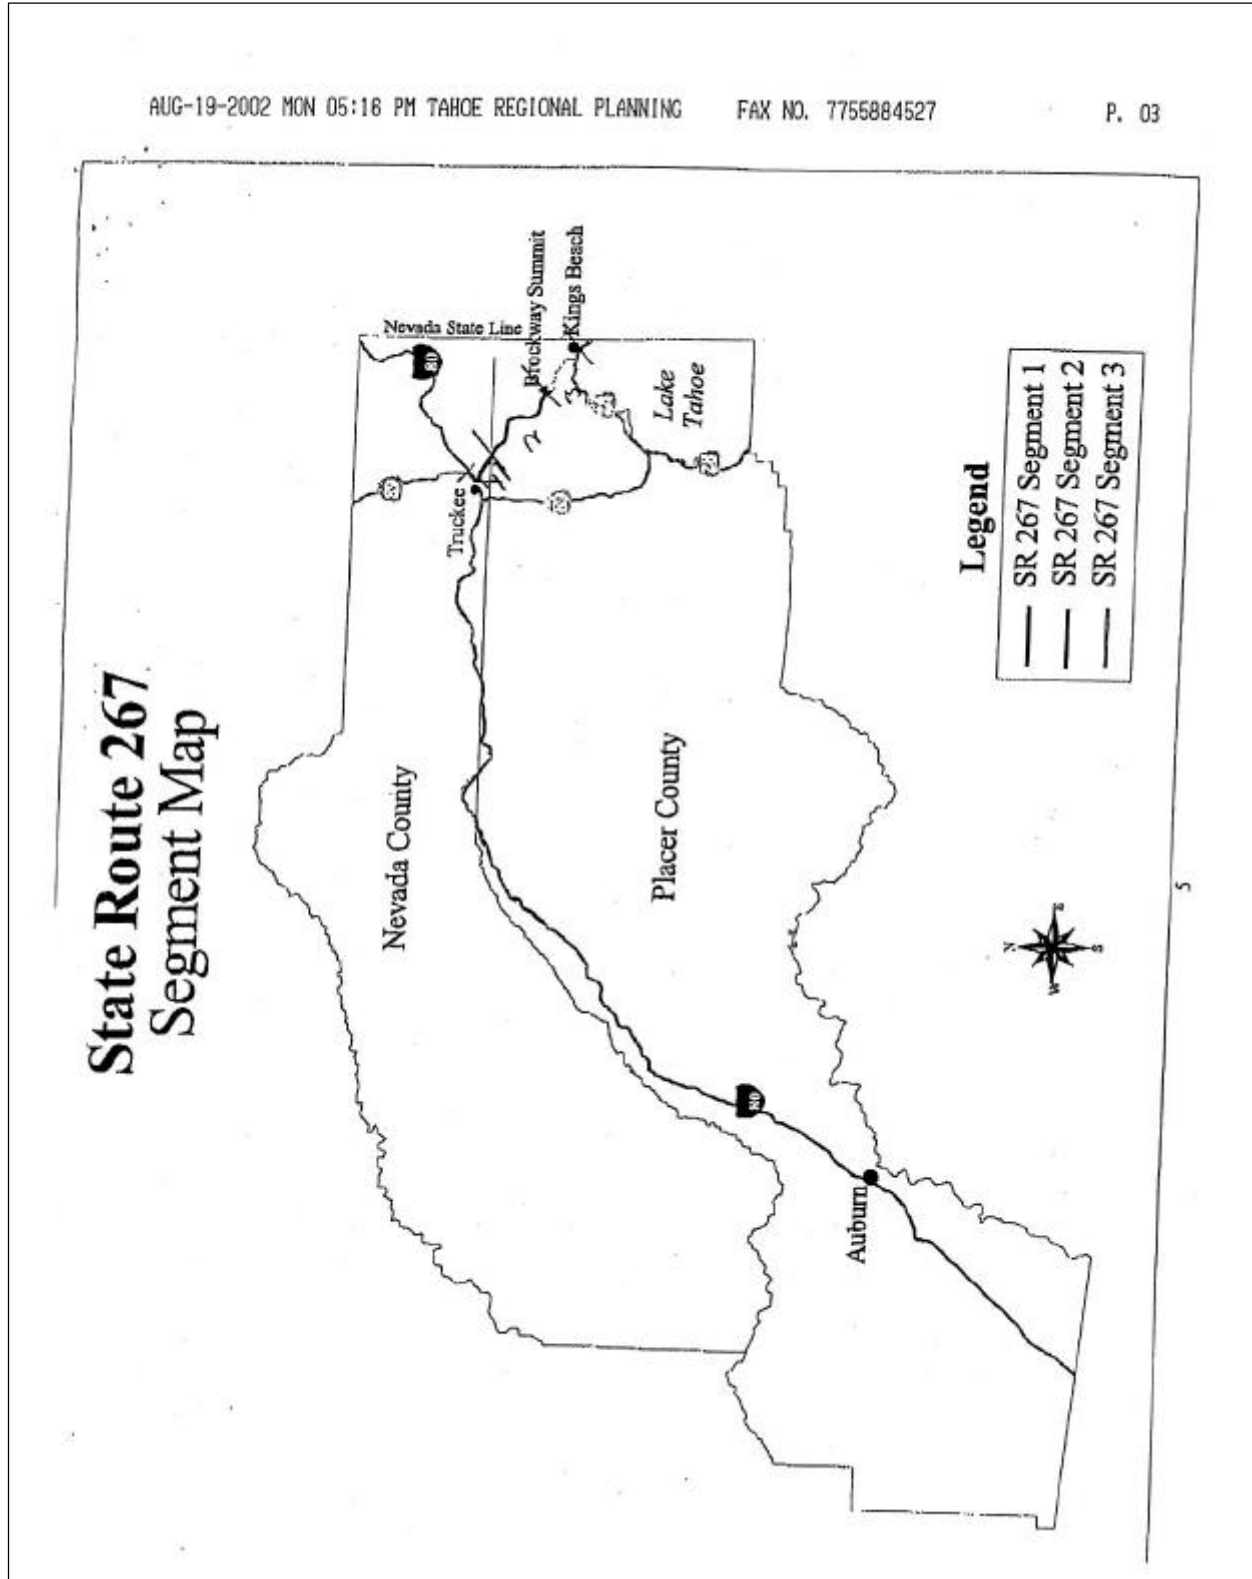 AUG-19-2002 MON 05:16 PM TAHOE REGIONAL PLANNING FAX NO. 7755884527 P. 03
State Route 267
Segment Map
Nevada State Line
80
Brockway Summit
Kings Beach
Truckee
Lake
Tahoe
28
Nevada County
Placer County
80
Auburn
Legend
SR 267 Segment 1
SR 267 Segment 2
SR 267 Segment 3
N
W
E
S
5